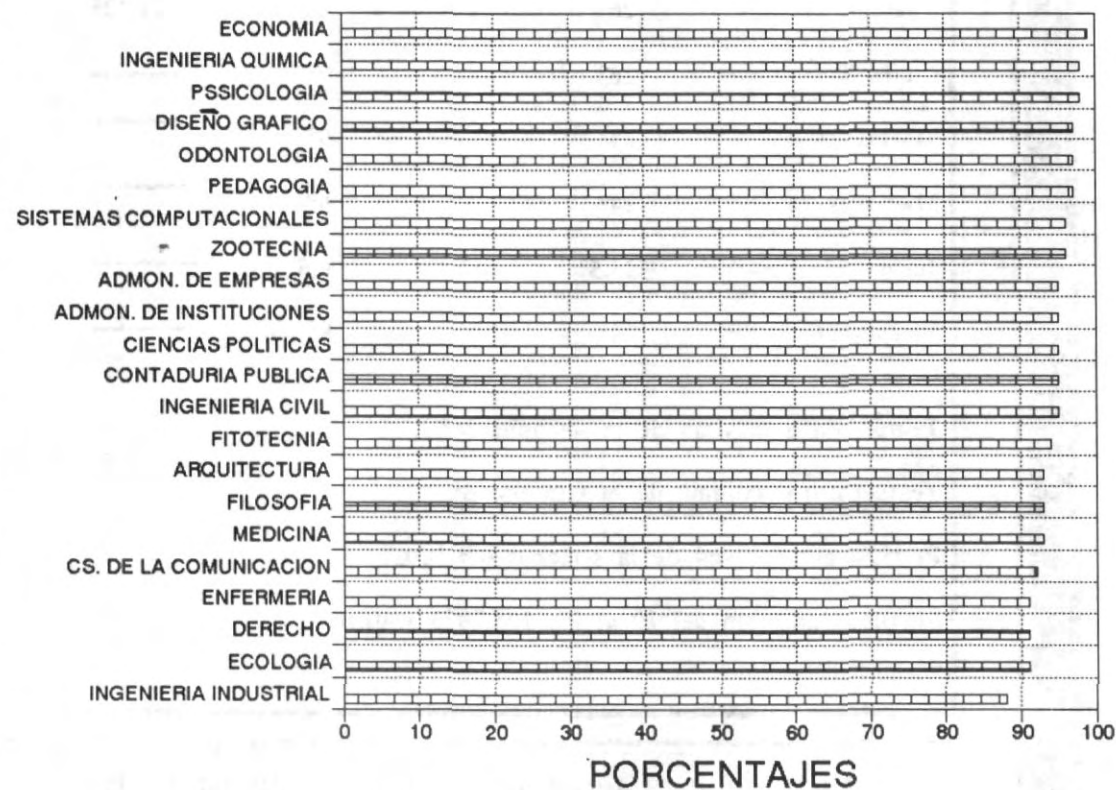 ECONOMIA
INGENIERIA QUIMICA
PSSICOLOGIA
DISEÑO GRAFICO
ODONTOLOGIA
PEDAGOGIA
SISTEMAS COMPUTACIONALES
ZOOTECNIA
ADMON. DE EMPRESAS
ADMON. DE INSTITUCIONES
CIENCIAS POLITICAS
CONTADURIA PUBLICA
INGENIERIA CIVIL
FITOTECNIA
ARQUITECTURA
FILOSOFIA
MEDICINA
CS. DE LA COMUNICACION
ENFERMERIA
DERECHO
ECOLOGIA
INGENIERIA INDUSTRIAL
0 10 20 30 40 50 60 70 80 90 100
PORCENTAJES